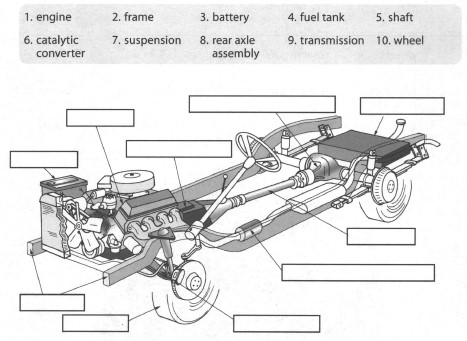 1. engine 2. frame 3. battery 4. fuel tank 5. shaft
6. catalytic converter 7. suspension 8. rear axle assembly 9. transmission 10. wheel